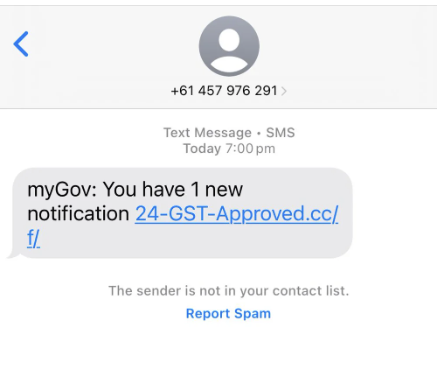 +61 457 976 291
Text Message • SMS
Today 7:00 pm
myGov: You have 1 new
notification 24-GST-Approved.cc/
f/
The sender is not in your contact list.
Report Spam